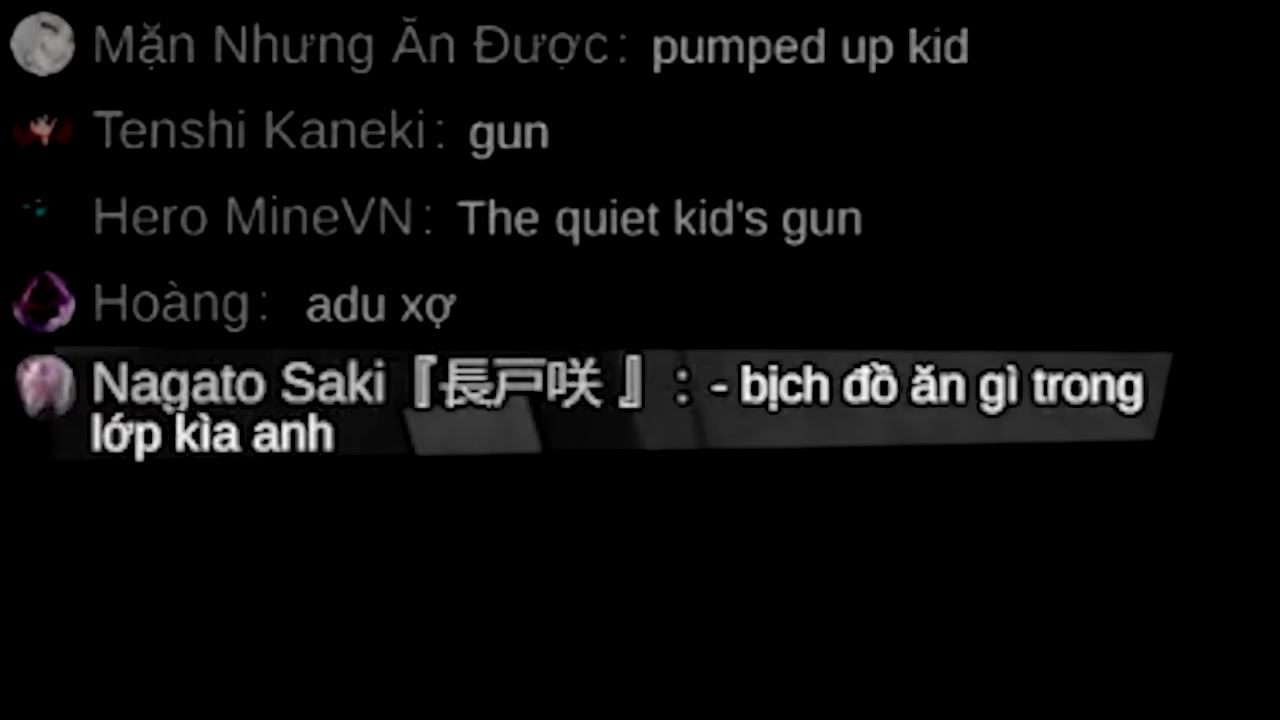 Mặn Nhưng Ăn Được: pumped up kid
Tenshi Kaneki: gun
Hero MineVN: The quiet kid's gun
Hoàng: adu xợ
Nagato Saki『長戸咲 』: - bịch đồ ăn gì trong
lớp kìa anh